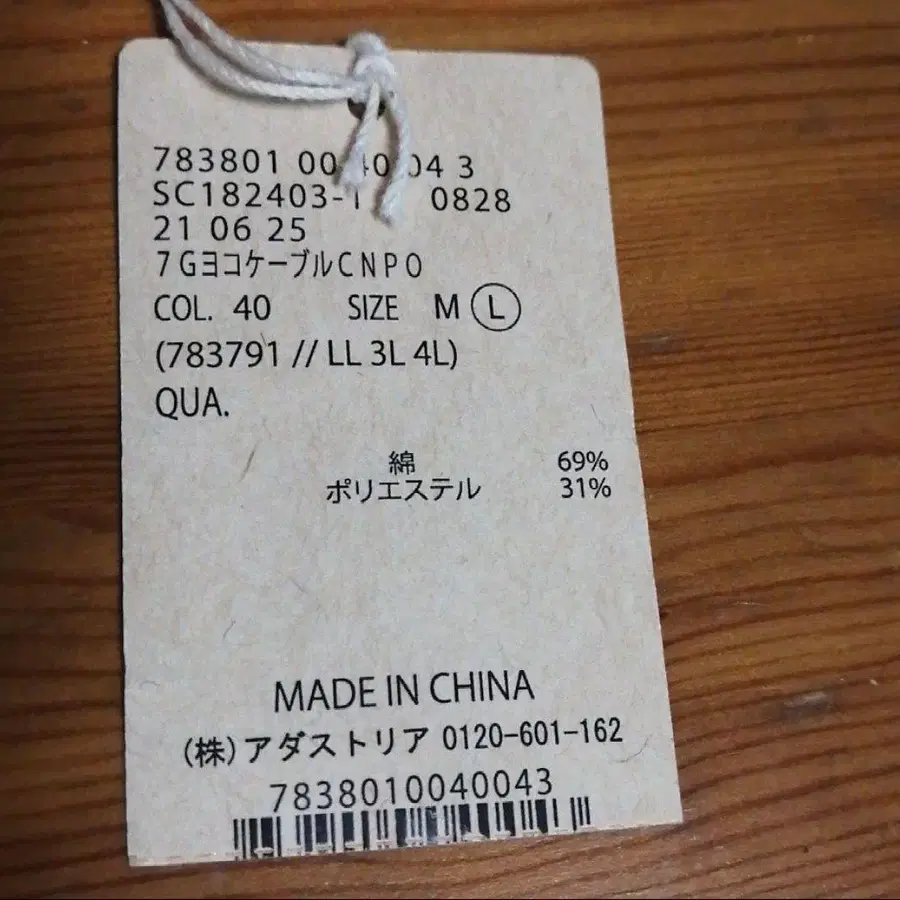 783801 00 40 04 3
SC182403-1 0828
21 06 25
7GヨコケーブルCNPO
COL. 40 SIZE M L
(783791 // LL 3L 4L)
QUA.
綿 69%
ポリエステル 31%
MADE IN CHINA
(株)アダストリア 0120-601-162
7838010040043